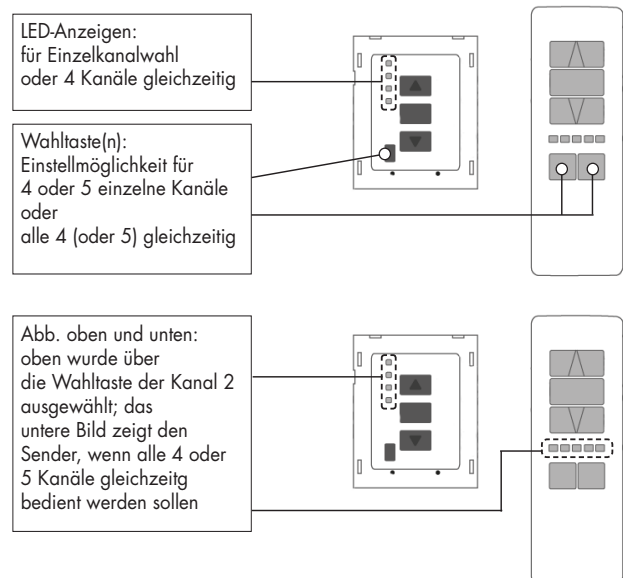 LED-Anzeigen:
für Einzelkanalwahl
oder 4 Kanäle gleichzeitig
Wahltaste(n):
Einstellmöglichkeit für
4 oder 5 einzelne Kanäle
oder
alle 4 (oder 5) gleichzeitig
Abb. oben und unten:
oben wurde über
die Wahltaste der Kanal 2
ausgewählt; das
untere Bild zeigt den
Sender, wenn alle 4 oder
5 Kanäle gleichzeitg
bedient werden sollen